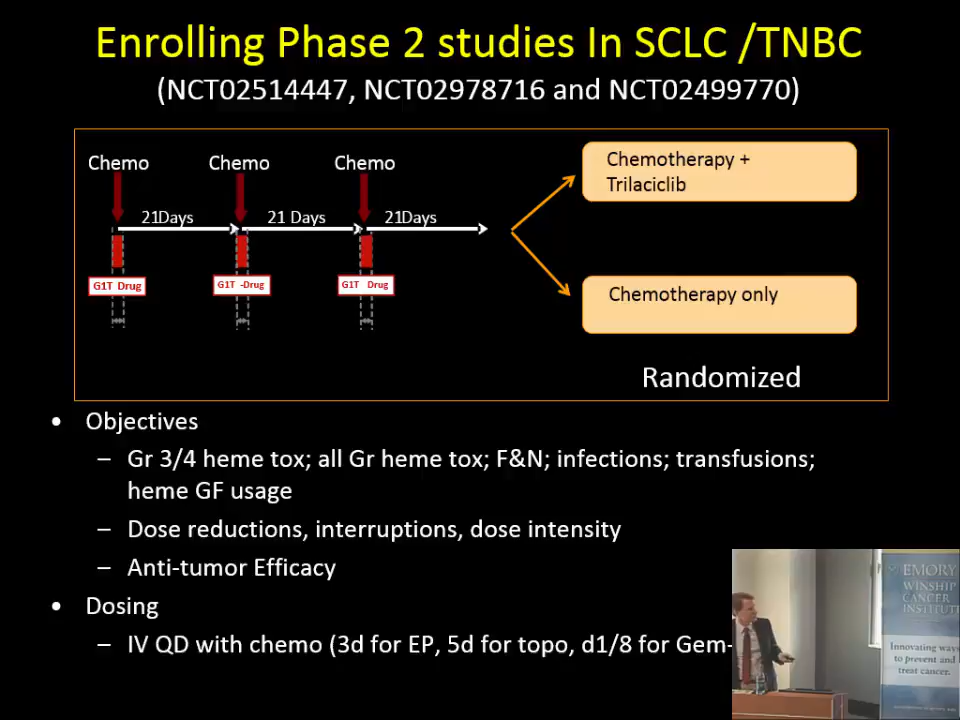 Enrolling Phase 2 studies In SCLC /TNBC
(NCT02514447, NCT02978716 and NCT02499770)
Chemo
Chemo
Chemo
21Days
21 Days
21Days
G1T Drug
G1T -Drug
G1T Drug
Chemotherapy +
Trilaciclib
Chemotherapy only
Randomized
• Objectives
– Gr 3/4 heme tox; all Gr heme tox; F&N; infections; transfusions;
heme GF usage
– Dose reductions, interruptions, dose intensity
– Anti-tumor Efficacy
• Dosing
– IV QD with chemo (3d for EP, 5d for topo, d1/8 for Gem-
EMORY
WINSHIP
CANCER
INSTITUTE
Innovating ways
to prevent and
treat cancer.